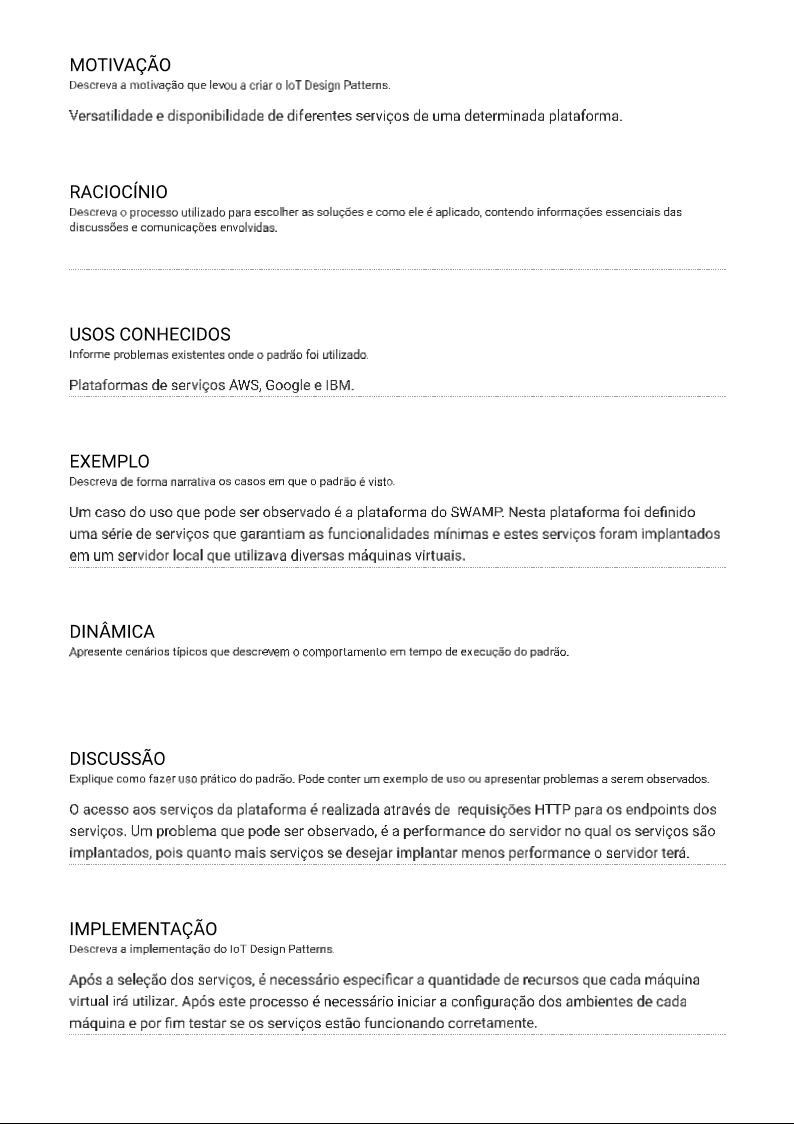 MOTIVAÇÃO
Descreva a motivação que levou a criar o IoT Design Patterns.
Versatilidade e disponibilidade de diferentes serviços de uma determinada plataforma.
RACIOCÍNIO
Descreva o processo utilizado para escolher as soluções e como ele é aplicado, contendo informações essenciais das
discussões e comunicações envolvidas.
USOS CONHECIDOS
Informe problemas existentes onde o padrão foi utilizado.
Plataformas de serviços AWS, Google e IBM.
EXEMPLO
Descreva de forma narrativa os casos em que o padrão é visto.
Um caso do uso que pode ser observado é a plataforma do SWAMP. Nesta plataforma foi definido
uma série de serviços que garantiam as funcionalidades mínimas e estes serviços foram implantados
em um servidor local que utilizava diversas máquinas virtuais.
DINÂMICA
Apresente cenários típicos que descrevem o comportamento em tempo de execução do padrão.
DISCUSSÃO
Explique como fazer uso prático do padrão. Pode conter um exemplo de uso ou apresentar problemas a serem observados.
O acesso aos serviços da plataforma é realizada através de requisições HTTP para os endpoints dos
serviços. Um problema que pode ser observado, é a performance do servidor no qual os serviços são
implantados, pois quanto mais serviços se desejar implantar menos performance o servidor terá.
IMPLEMENTAÇÃO
Descreva a implementação do IoT Design Patterns.
Após a seleção dos serviços, é necessário especificar a quantidade de recursos que cada máquina
virtual irá utilizar. Após este processo é necessário iniciar a configuração dos ambientes de cada
máquina e por fim testar se os serviços estão funcionando corretamente.